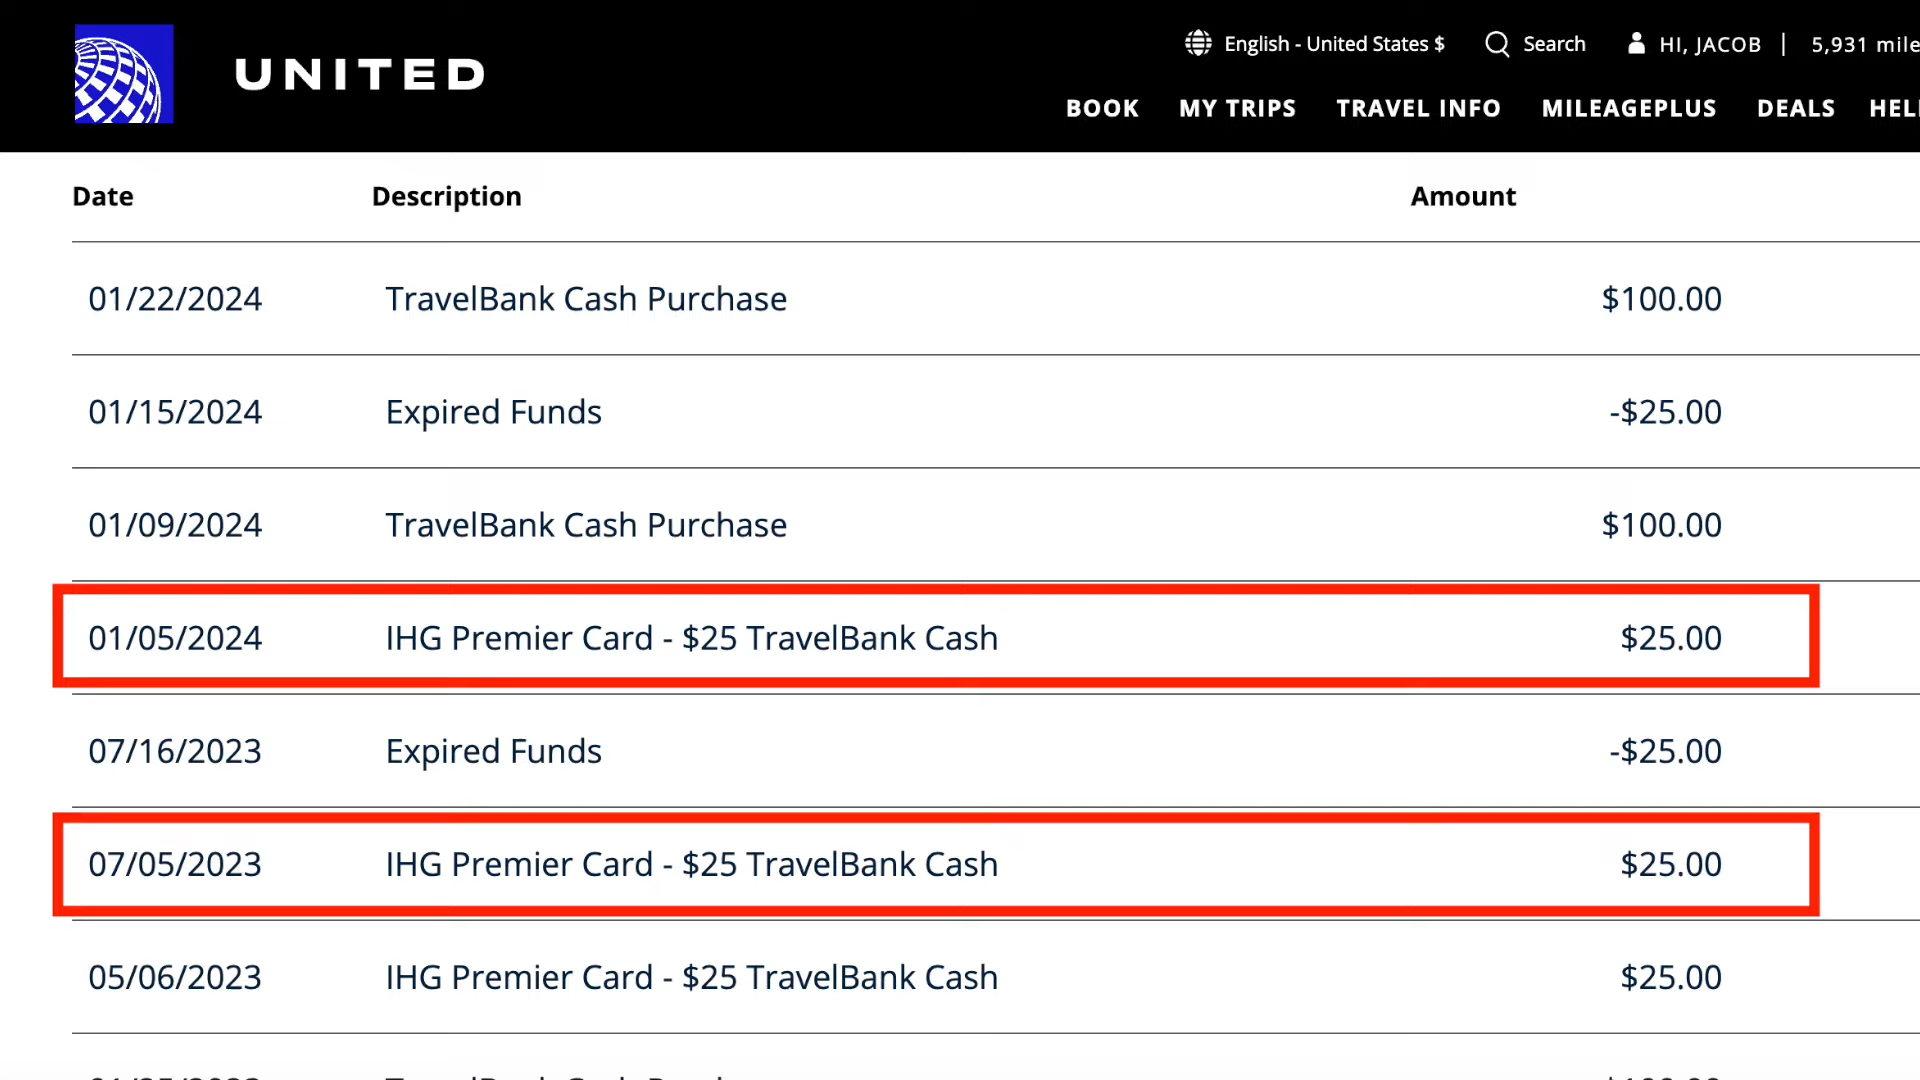 UNITED
English - United States $ Search HI, JACOB | 5,931
BOOK MY TRIPS TRAVEL INFO MILEAGEPLUS DEALS
Date Description Amount
01/22/2024 TravelBank Cash Purchase $100.00
01/15/2024 Expired Funds -$25.00
01/09/2024 TravelBank Cash Purchase $100.00
01/05/2024 IHG Premier Card - $25 TravelBank Cash $25.00
07/16/2023 Expired Funds -$25.00
07/05/2023 IHG Premier Card - $25 TravelBank Cash $25.00
05/06/2023 IHG Premier Card - $25 TravelBank Cash $25.00